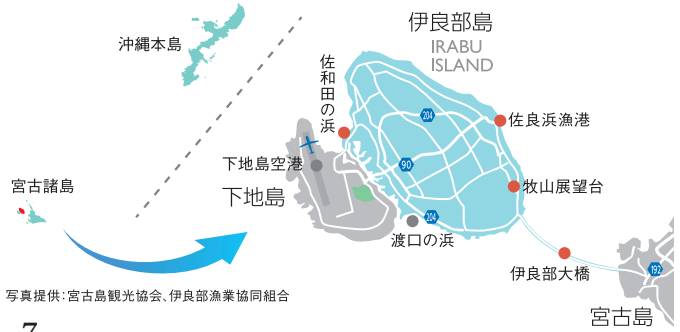 沖縄本島
伊良部島
IRABU
ISLAND
佐和田の浜
204
佐良浜漁港
下地島空港
90
宮古諸島
下地島
牧山展望台
204
渡口の浜
伊良部大橋
192
写真提供:宮古島観光協会、伊良部漁業協同組合
宮古島
7